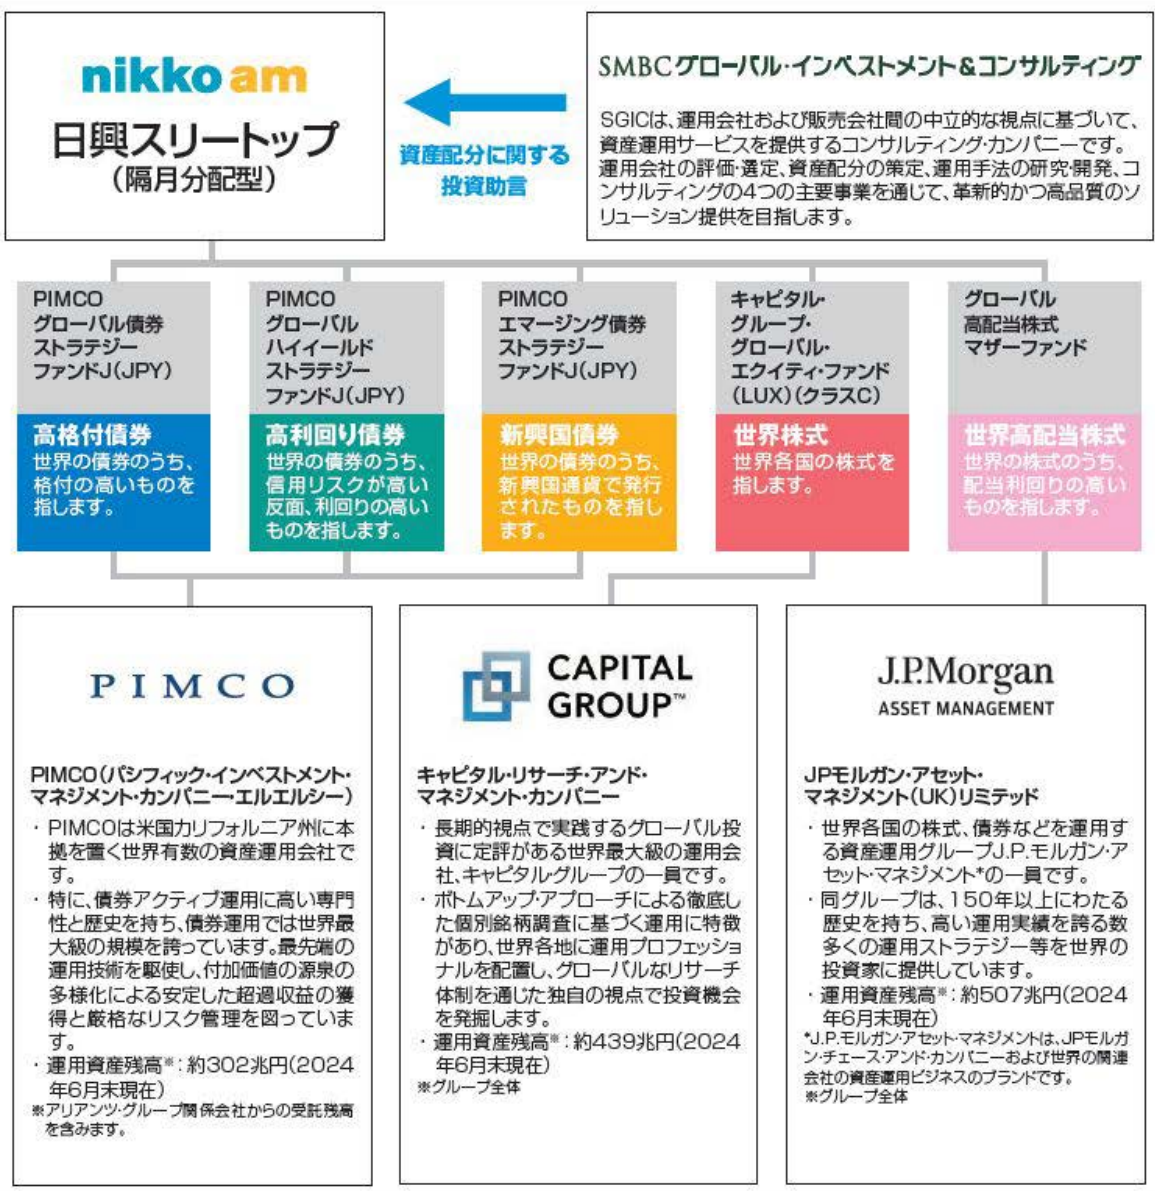 nikko am
日興スリートップ
（隔月分配型）
資産配分に関する
投資助言
SMBCグローバル・インベストメント&コンサルティング
SGICは、運用会社および販売会社間の中立的な視点に基づいて、
資産運用サービスを提供するコンサルティング・カンパニーです。
運用会社の評価・選定、資産配分の策定、運用手法の研究・開発、コ
ンサルティングの4つの主要事業を通じて、革新的かつ高品質のソ
リューション提供を目指します。
PIMCO
グローバル債券
ストラテジー
ファンドJ（JPY）
高格付債券
世界の債券のうち、
格付の高いものを
指します。
PIMCO
グローバル
ハイイールド
ストラテジー
ファンドJ（JPY）
高利回り債券
世界の債券のうち、
信用リスクが高い
反面、利回りの高い
ものを指します。
PIMCO
エマージング債券
ストラテジー
ファンドJ（JPY）
新興国債券
世界の債券のうち、
新興国通貨で発行
されたものを指し
ます。
キャピタル・
グループ・
グローバル・
エクイティ・ファンド
（LUX）（クラスC）
世界株式
世界各国の株式を
指します。
グローバル
高配当株式
マザーファンド
世界高配当株式
世界の株式のうち、
配当利回りの高い
ものを指します。
PIMCO
PIMCO（パシフィック・インベストメント・
マネジメント・カンパニー・エルエルシー）
・PIMCOは米国カリフォルニア州に本
拠を置く世界有数の資産運用会社で
す。
・特に、債券アクティブ運用に高い専門
性と歴史を持ち、債券運用では世界最
大級の規模を誇っています。最先端の
運用技術を駆使し、付加価値の源泉の
多様化による安定した超過収益の獲
得と厳格なリスク管理を図っていま
す。
・運用資産残高※：約302兆円（2024
年6月末現在）
※アリアンツ・グループ関係会社からの受託残高
を含みます。
CAPITAL
GROUP™
キャピタル・リサーチ・アンド・
マネジメント・カンパニー
・長期的視点で実践するグローバル投
資に定評がある世界最大級の運用会
社、キャピタル・グループの一員です。
・ボトムアップ・アプローチによる徹底し
た個別銘柄調査に基づく運用に特徴
があり、世界各地に運用プロフェッショ
ナルを配置し、グローバルなリサーチ
体制を通じた独自の視点で投資機会
を発掘します。
・運用資産残高※：約439兆円（2024
年6月末現在）
※グループ全体
J.P.Morgan
ASSET MANAGEMENT
JPモルガン・アセット・
マネジメント（UK）リミテッド
・世界各国の株式、債券などを運用す
る資産運用グループJ.P.モルガン・ア
セット・マネジメント*の一員です。
・同グループは、150年以上にわたる
歴史を持ち、高い運用実績を誇る数
多くの運用ストラテジー等を世界の
投資家に提供しています。
・運用資産残高※：約507兆円（2024
年6月末現在）
*J.P.モルガン・アセット・マネジメントは、JPモルガ
ン・チェース・アンド・カンパニーおよび世界の関連
会社の資産運用ビジネスのブランドです。
※グループ全体